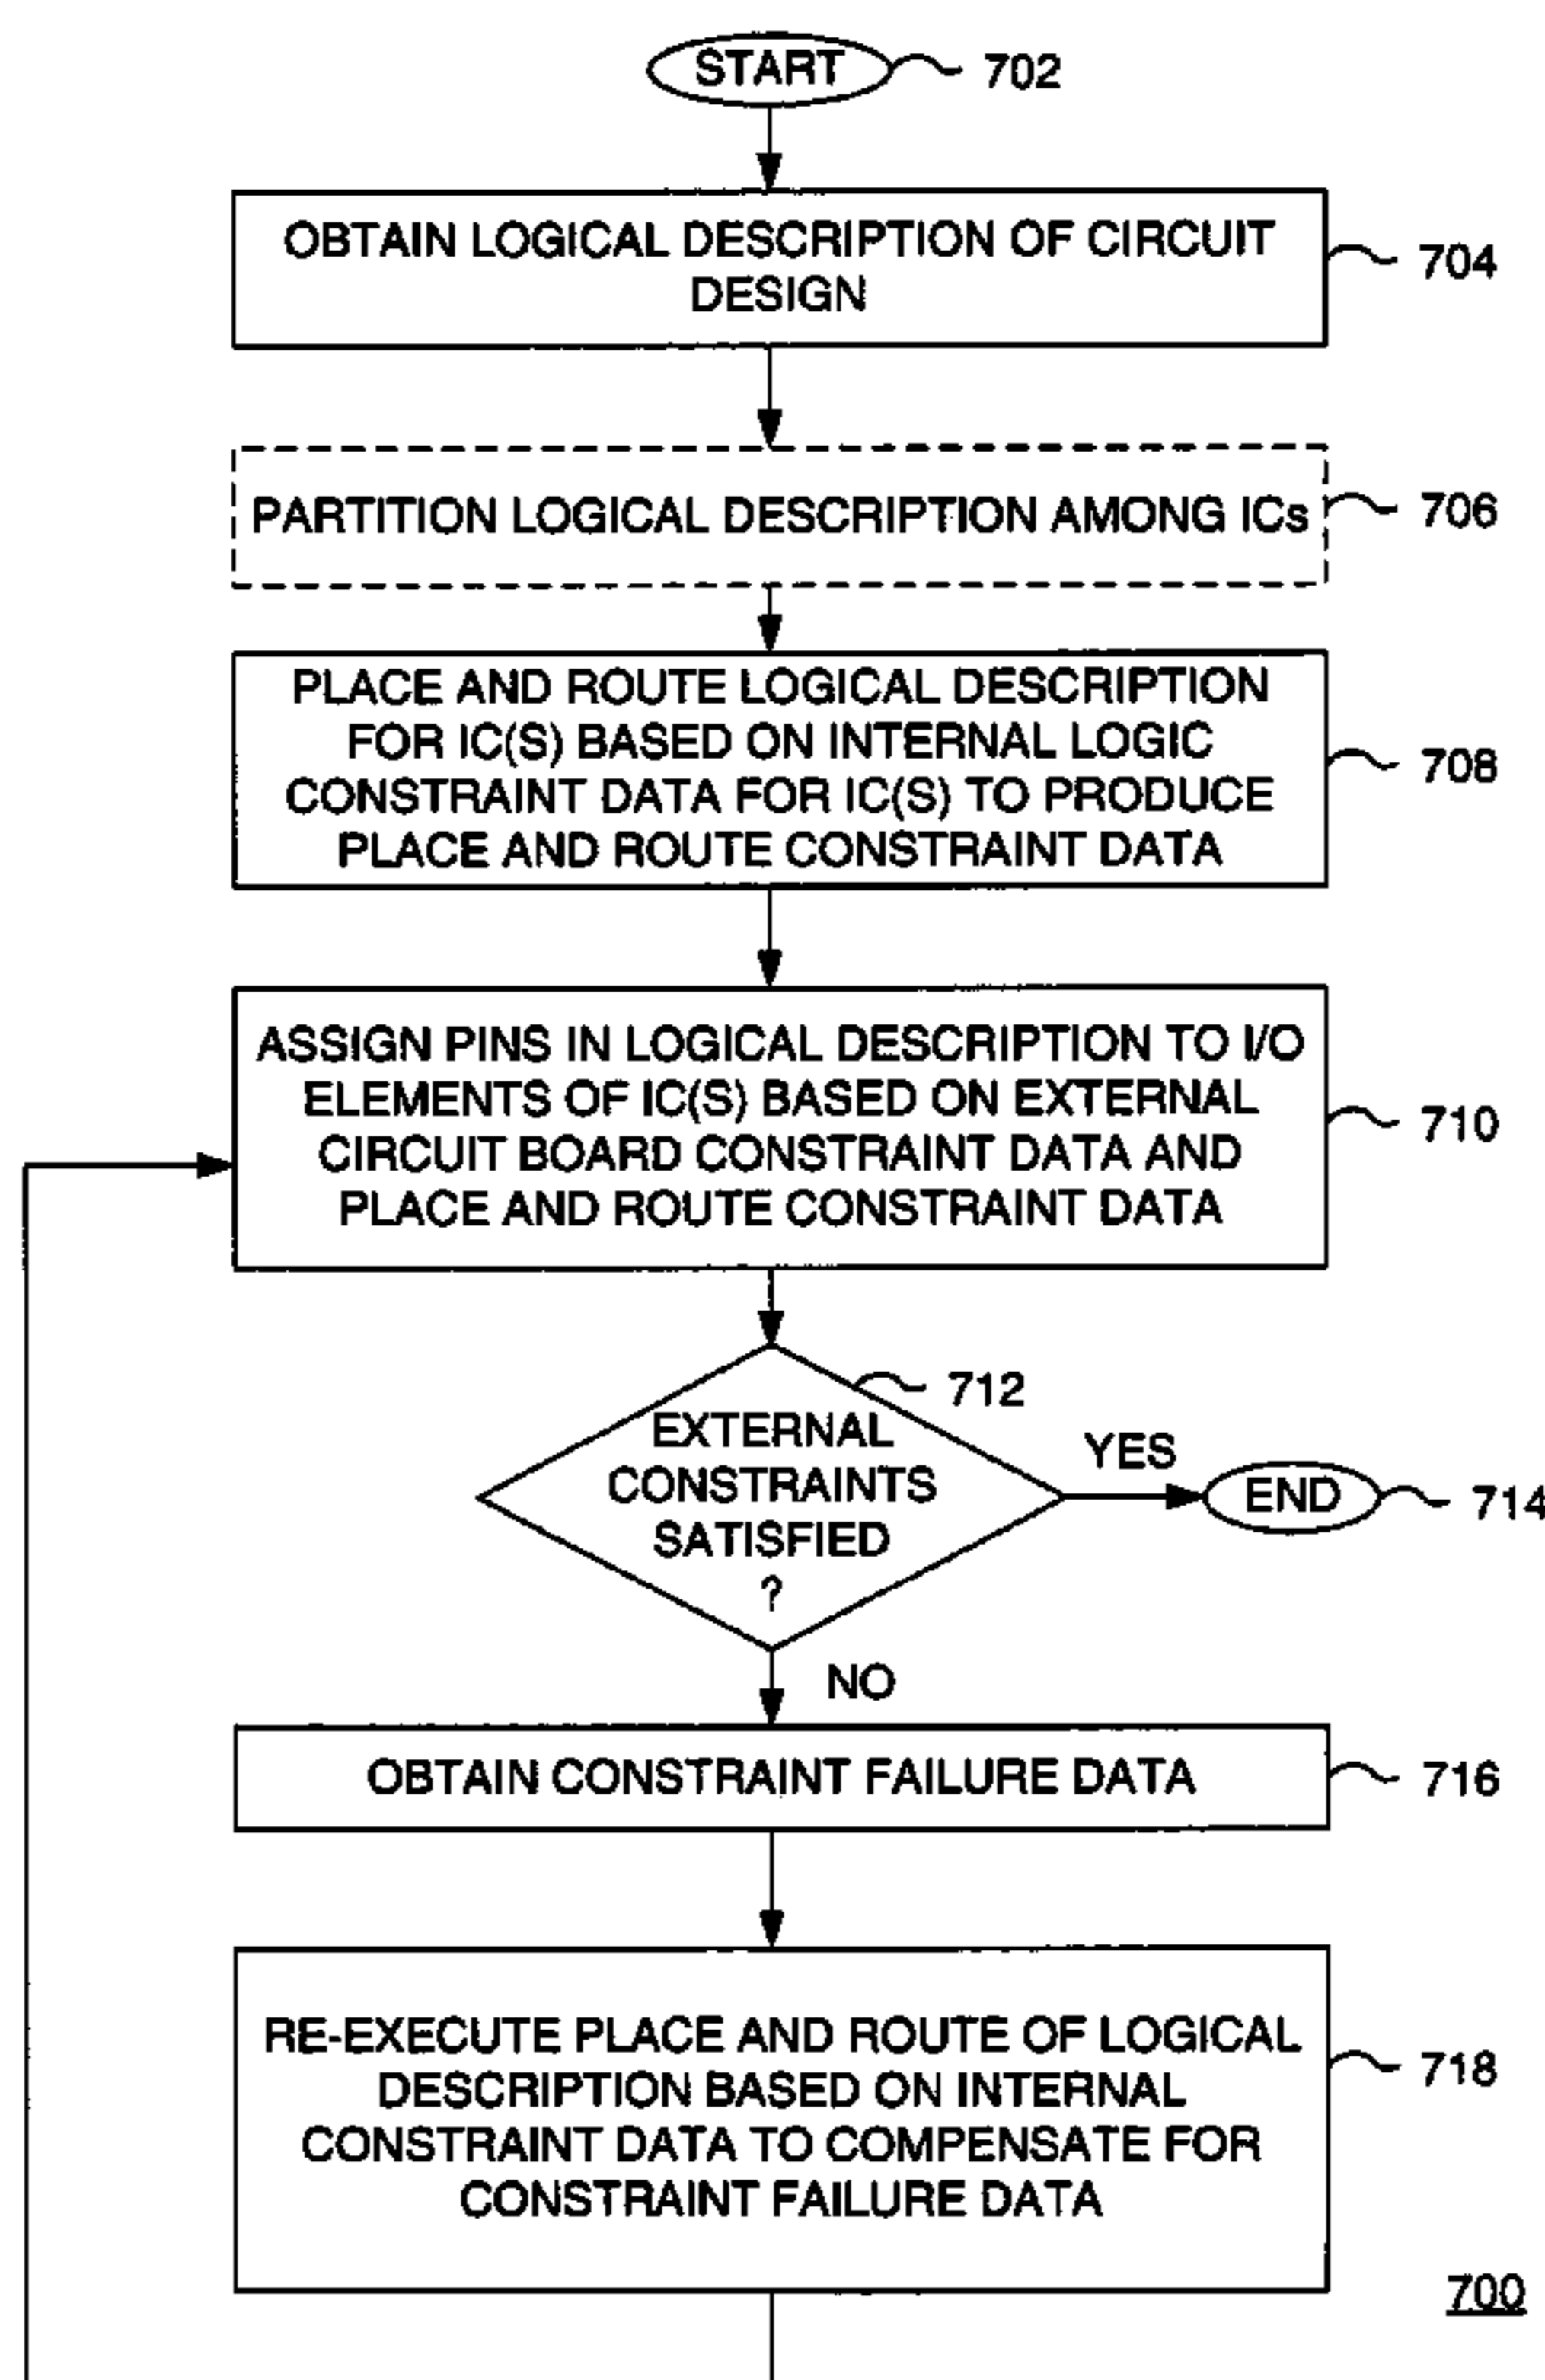 START
702
OBTAIN LOGICAL DESCRIPTION OF CIRCUIT
DESIGN
704
PARTITION LOGICAL DESCRIPTION AMONG ICs
706
PLACE AND ROUTE LOGICAL DESCRIPTION
FOR IC(S) BASED ON INTERNAL LOGIC
CONSTRAINT DATA FOR IC(S) TO PRODUCE
PLACE AND ROUTE CONSTRAINT DATA
708
ASSIGN PINS IN LOGICAL DESCRIPTION TO I/O
ELEMENTS OF IC(S) BASED ON EXTERNAL
CIRCUIT BOARD CONSTRAINT DATA AND
PLACE AND ROUTE CONSTRAINT DATA
710
712
EXTERNAL
CONSTRAINTS
SATISFIED
?
YES
END
714
NO
OBTAIN CONSTRAINT FAILURE DATA
716
RE-EXECUTE PLACE AND ROUTE OF LOGICAL
DESCRIPTION BASED ON INTERNAL
CONSTRAINT DATA TO COMPENSATE FOR
CONSTRAINT FAILURE DATA
718
700